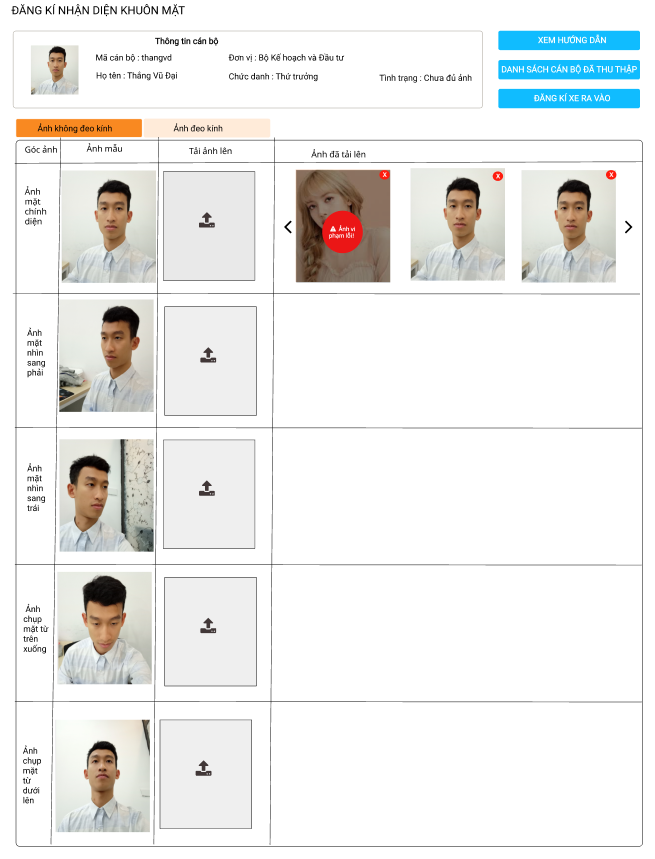 ĐĂNG KÍ NHẬN DIỆN KHUÔN MẶT
Thông tin cán bộ
Mã cán bộ : thangvd
Đơn vị : Bộ Kế hoạch và Đầu tư
Họ tên : Thắng Vũ Đại
Chức danh : Thứ trưởng
Tình trạng : Chưa đủ ảnh
XEM HƯỚNG DẪN
DANH SÁCH CÁN BỘ ĐÃ THU THẬP
ĐĂNG KÍ XE RA VÀO
Ảnh không đeo kính
Ảnh đeo kính
Góc ảnh
Ảnh mẫu
Tải ảnh lên
Ảnh đã tải lên
Ảnh
mặt
chính
diện
X
X
X
Ảnh vi
phạm lỗi!
Ảnh
mặt
nhìn
sang
phải
Ảnh
mặt
nhìn
sang
trái
Ảnh
chụp
mặt từ
trên
xuống
Ảnh
chụp
mặt
từ
dưới
lên